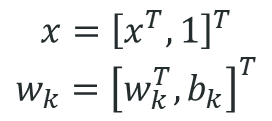 x = [x^T, 1]^T
w_k = [w_k^T, b_k]^T